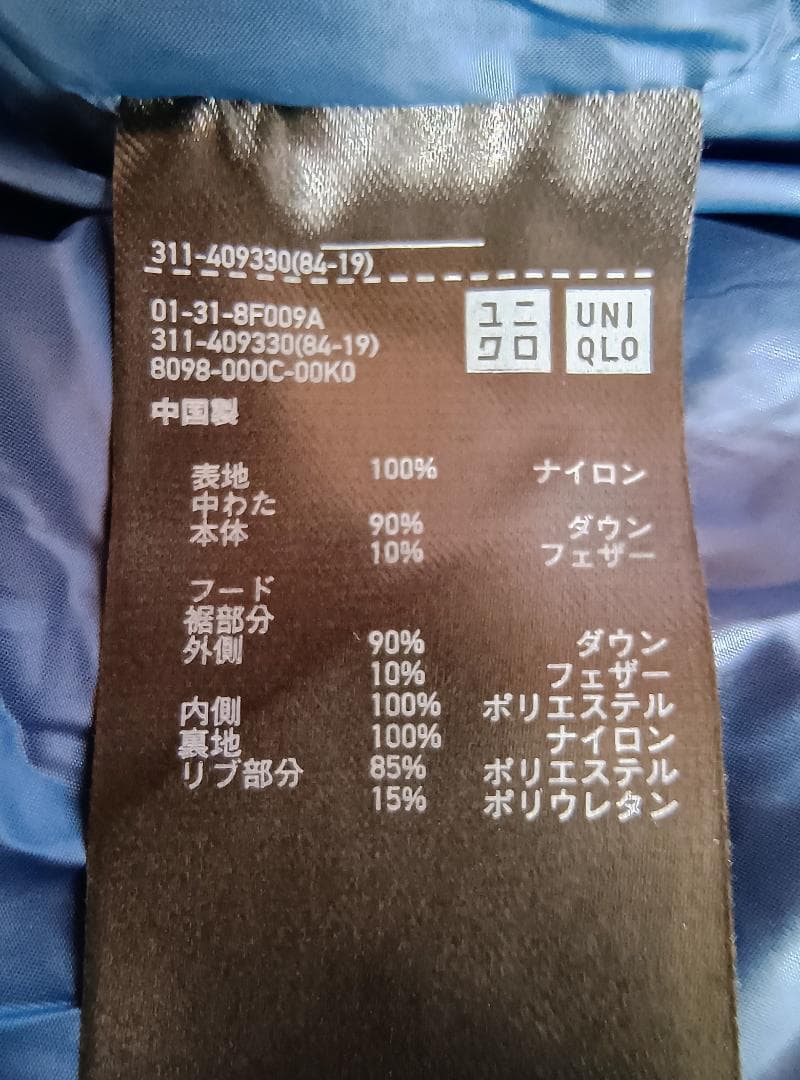 311-409330(84-19)
01-31-8F009A
311-409330(84-19)
8098-000C-00K0
ユニ
クロ
UNI
QLO
中国製
表地 100% ナイロン
中わた
本体 90% ダウン
10% フェザー
フード
裾部分
外側 90% ダウン
10% フェザー
内側 100% ポリエステル
裏地 100% ナイロン
リブ部分 85% ポリエステル
15% ポリウレタン